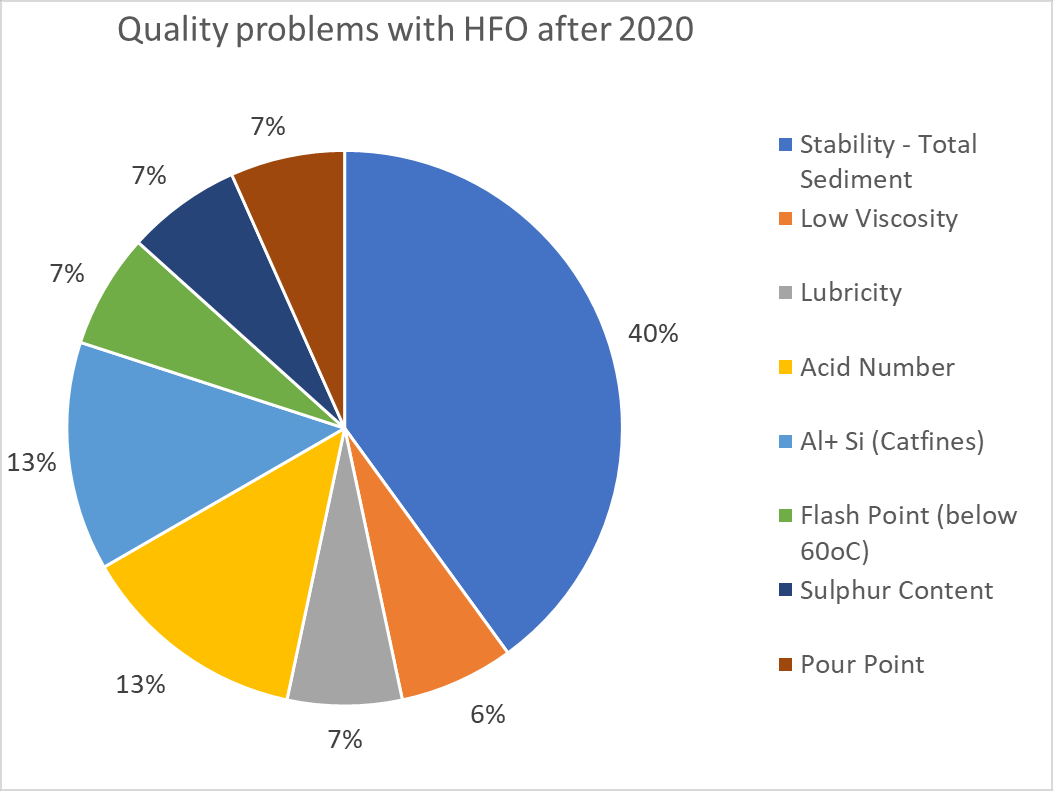 Quality problems with HFO after 2020
7%
7%
7%
40%
13%
13%
7%
6%
Stability - Total
Sediment
Low Viscosity
Lubricity
Acid Number
Al+ Si (Catfines)
Flash Point (below
60oC)
Sulphur Content
Pour Point